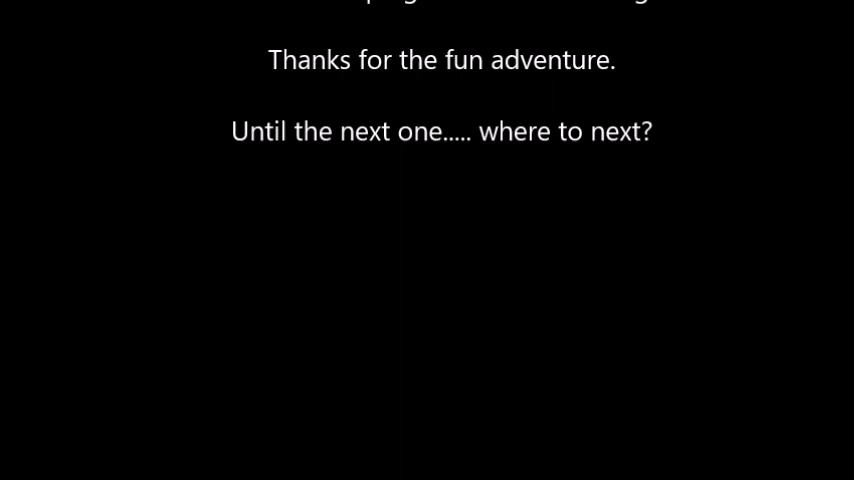 Thanks for the fun adventure.
Until the next one..... where to next?